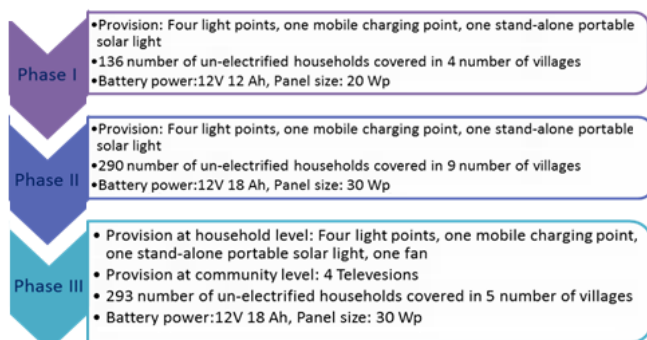 Phase I
•Provision: Four light points, one mobile charging point, one stand-alone portable
solar light
•136 number of un-electrified households covered in 4 number of villages
•Battery power:12V 12 Ah, Panel size: 20 Wp
Phase II
•Provision: Four light points, one mobile charging point, one stand-alone portable
solar light
•290 number of un-electrified households covered in 9 number of villages
•Battery power:12V 18 Ah, Panel size: 30 Wp
Phase III
• Provision at household level: Four light points, one mobile charging point,
one stand-alone portable solar light, one fan
• Provision at community level: 4 Televesions
• 293 number of un-electrified households covered in 5 number of villages
• Battery power:12V 18 Ah, Panel size: 30 Wp